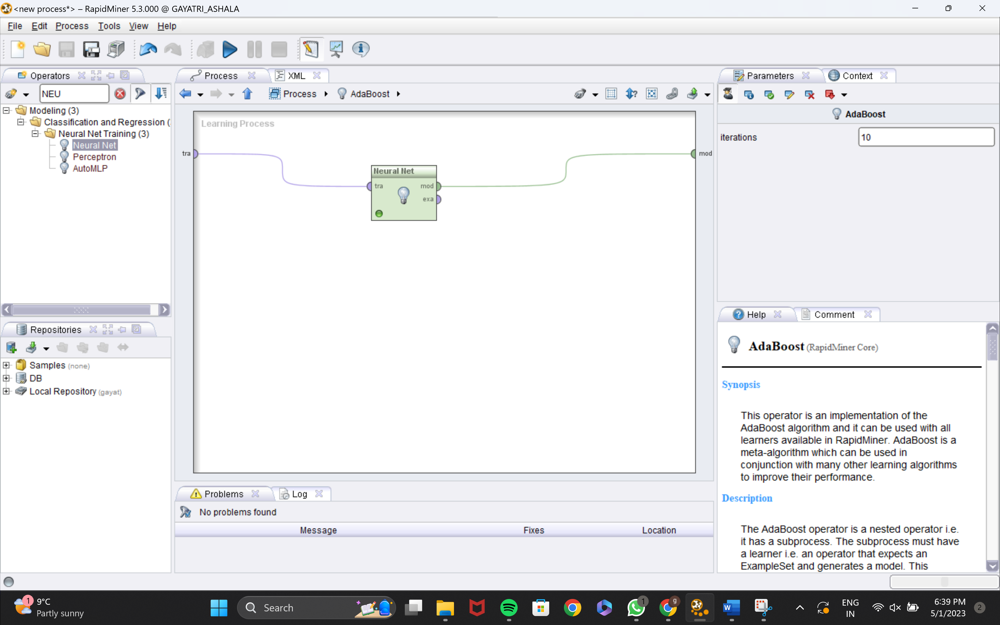 <new process*> – RapidMiner 5.3.000 @ GAYATRI_ASHALA
File Edit Process Tools View Help
Operators
NEU
Modeling (3)
Classification and Regression (
Neural Net Training (3)
Neural Net
Perceptron
AutoMLP
Repositories
Samples (none)
DB
Local Repository (gayat)
Process XML
Process AdaBoost
Learning Process
tra
mod
Neural Net
tra mod
exa
Problems Log
No problems found
Message Fixes Location
Parameters Context
AdaBoost
iterations 10
Help Comment
AdaBoost (RapidMiner Core)
Synopsis
This operator is an implementation of the
AdaBoost algorithm and it can be used with all
learners available in RapidMiner. AdaBoost is a
meta-algorithm which can be used in
conjunction with many other learning algorithms
to improve their performance.
Description
The AdaBoost operator is a nested operator i.e.
it has a subprocess. The subprocess must have
a learner i.e. an operator that expects an
ExampleSet and generates a model. This
1
9°C
Partly sunny
Search
1
g
W
ENG
IN
6:39 PM
5/1/2023
2